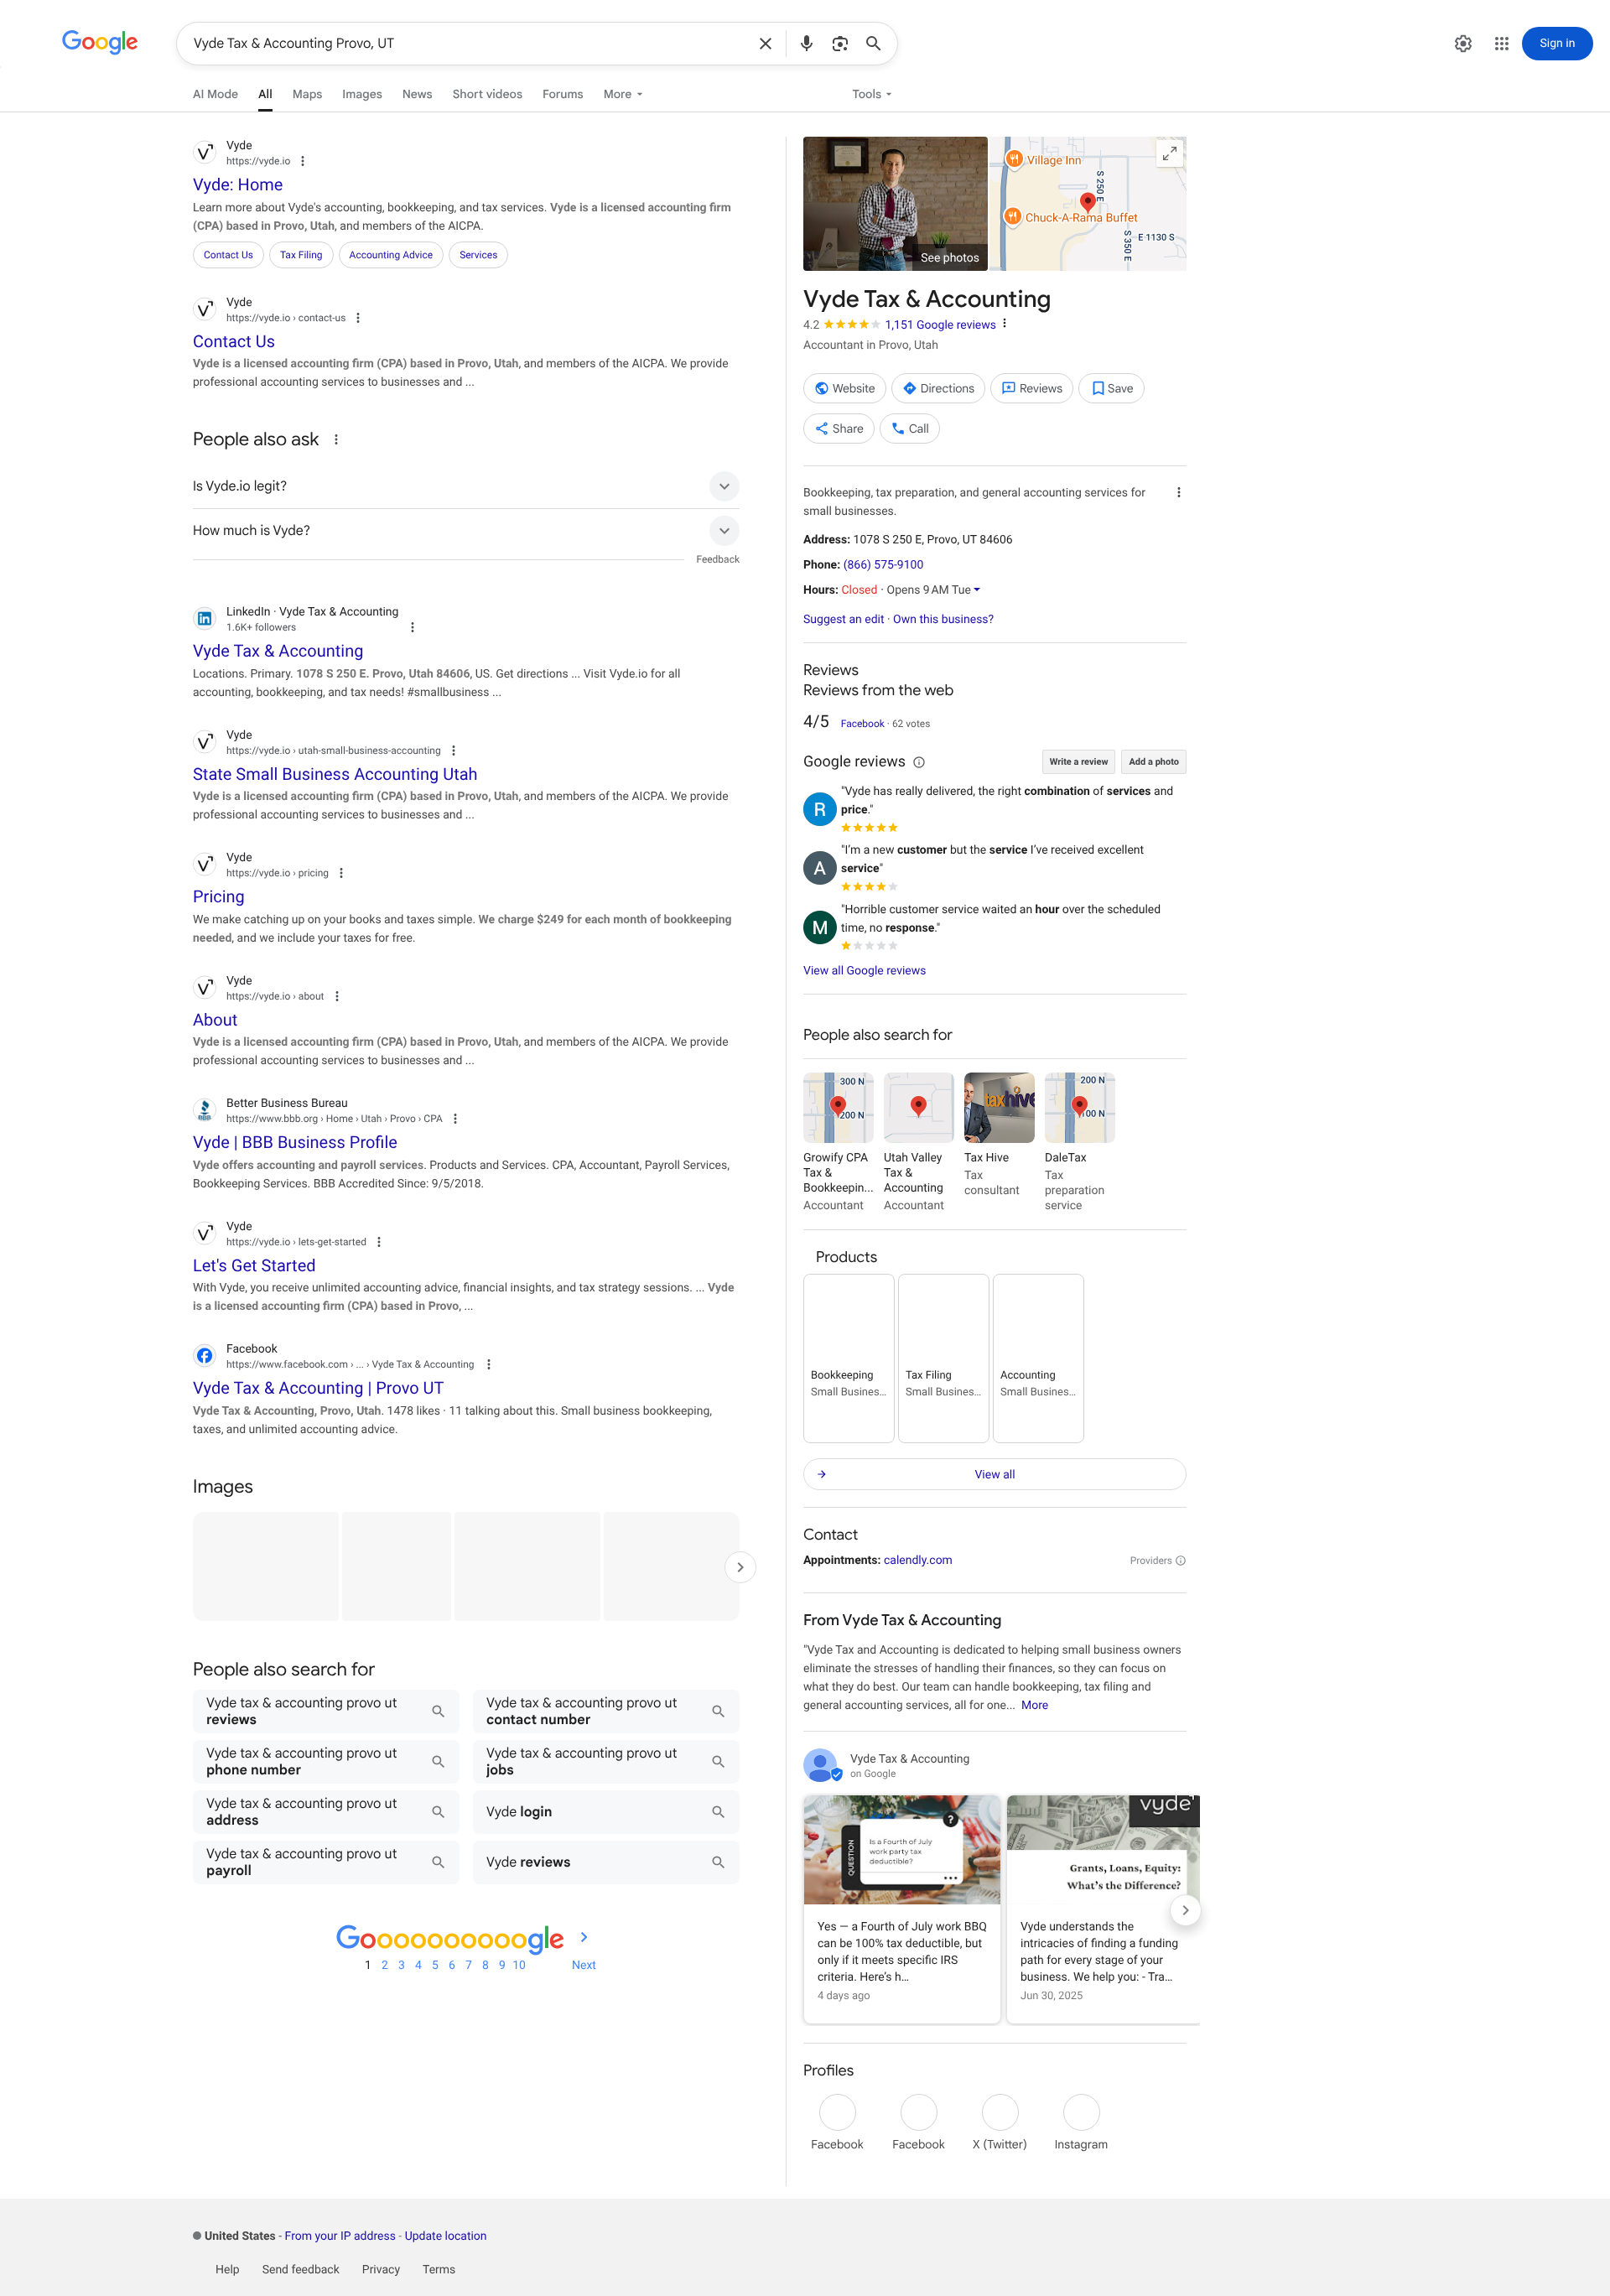 Google
Vyde Tax & Accounting Provo, UT
Sign in
AI Mode
All
Maps
Images
News
Short videos
Forums
More
Tools
Vyde
https://vyde.io
Vyde: Home
Learn more about Vyde's accounting, bookkeeping, and tax services. Vyde is a licensed accounting firm
(CPA) based in Provo, Utah, and members of the AICPA.
Contact Us
Tax Filing
Accounting Advice
Services
Vyde
https://vyde.io › contact-us
Contact Us
Vyde is a licensed accounting firm (CPA) based in Provo, Utah, and members of the AICPA. We provide
professional accounting services to businesses and ...
People also ask
Is Vyde.io legit?
How much is Vyde?
Feedback
LinkedIn · Vyde Tax & Accounting
1.6K+ followers
Vyde Tax & Accounting
Locations. Primary. 1078 S 250 E. Provo, Utah 84606, US. Get directions ... Visit Vyde.io for all
accounting, bookkeeping, and tax needs! #smallbusiness ...
Vyde
https://vyde.io › utah-small-business-accounting
State Small Business Accounting Utah
Vyde is a licensed accounting firm (CPA) based in Provo, Utah, and members of the AICPA. We provide
professional accounting services to businesses and ...
Vyde
https://vyde.io › pricing
Pricing
We make catching up on your books and taxes simple. We charge $249 for each month of bookkeeping
needed, and we include your taxes for free.
Vyde
https://vyde.io › about
About
Vyde is a licensed accounting firm (CPA) based in Provo, Utah, and members of the AICPA. We provide
professional accounting services to businesses and ...
Better Business Bureau
https://www.bbb.org › Home › Utah › Provo › CPA
Vyde | BBB Business Profile
Vyde offers accounting and payroll services. Products and Services. CPA, Accountant, Payroll Services,
Bookkeeping Services. BBB Accredited Since: 9/5/2018.
Vyde
https://vyde.io › lets-get-started
Let's Get Started
With Vyde, you receive unlimited accounting advice, financial insights, and tax strategy sessions. ... Vyde
is a licensed accounting firm (CPA) based in Provo, ...
Facebook
https://www.facebook.com › ... › Vyde Tax & Accounting
Vyde Tax & Accounting | Provo UT
Vyde Tax & Accounting, Provo, Utah. 1478 likes · 11 talking about this. Small business bookkeeping,
taxes, and unlimited accounting advice.
Images
People also search for
Vyde tax & accounting provo ut
reviews
Vyde tax & accounting provo ut
contact number
Vyde tax & accounting provo ut
phone number
Vyde tax & accounting provo ut
jobs
Vyde tax & accounting provo ut
address
Vyde login
Vyde tax & accounting provo ut
payroll
Vyde reviews
Goooooooooogle
1 2 3 4 5 6 7 8 9 10 Next
See photos
Village Inn
S 250 E
Chuck-A-Rama Buffet
S 350 E
E 1130 S
Vyde Tax & Accounting
4.2 1,151 Google reviews
Accountant in Provo, Utah
Website
Directions
Reviews
Save
Share
Call
Bookkeeping, tax preparation, and general accounting services for
small businesses.
Address: 1078 S 250 E, Provo, UT 84606
Phone: (866) 575-9100
Hours: Closed · Opens 9 AM Tue
Suggest an edit · Own this business?
Reviews
Reviews from the web
4/5 Facebook · 62 votes
Google reviews
Write a review
Add a photo
R
"Vyde has really delivered, the right combination of services and
price."
A
"I'm a new customer but the service I've received excellent
service"
M
"Horrible customer service waited an hour over the scheduled
time, no response."
View all Google reviews
People also search for
300 N
200 N
taxhive
200 N
100 N
Growify CPA
Tax &
Bookkeepin...
Accountant
Utah Valley
Tax &
Accounting
Accountant
Tax Hive
Tax
consultant
DaleTax
Tax
preparation
service
Products
Bookkeeping
Small Busines...
Tax Filing
Small Busines...
Accounting
Small Busines...
View all
Contact
Appointments: calendly.com
Providers
From Vyde Tax & Accounting
"Vyde Tax and Accounting is dedicated to helping small business owners
eliminate the stresses of handling their finances, so they can focus on
what they do best. Our team can handle bookkeeping, tax filing and
general accounting services, all for one... More
Vyde Tax & Accounting
on Google
QUESTION
?
Is a Fourth of July
work party tax
deductible?
Yes — a Fourth of July work BBQ
can be 100% tax deductible, but
only if it meets specific IRS
criteria. Here's h...
4 days ago
vyde
Grants, Loans, Equity:
What's the Difference?
Vyde understands the
intricacies of finding a funding
path for every stage of your
business. We help you: - Tra...
Jun 30, 2025
Profiles
Facebook
Facebook
X (Twitter)
Instagram
United States - From your IP address - Update location
Help
Send feedback
Privacy
Terms